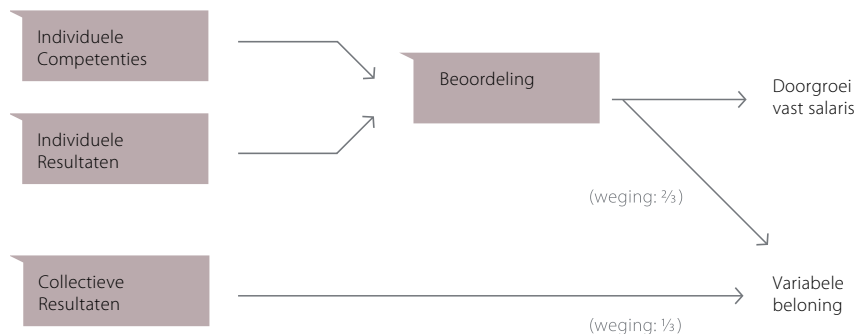 Individuele
Competenties
Beoordeling
Doorgroei
vast salaris
Individuele
Resultaten
(weging: ⅔)
Collectieve
Resultaten
Variabele
beloning
(weging: ⅓)